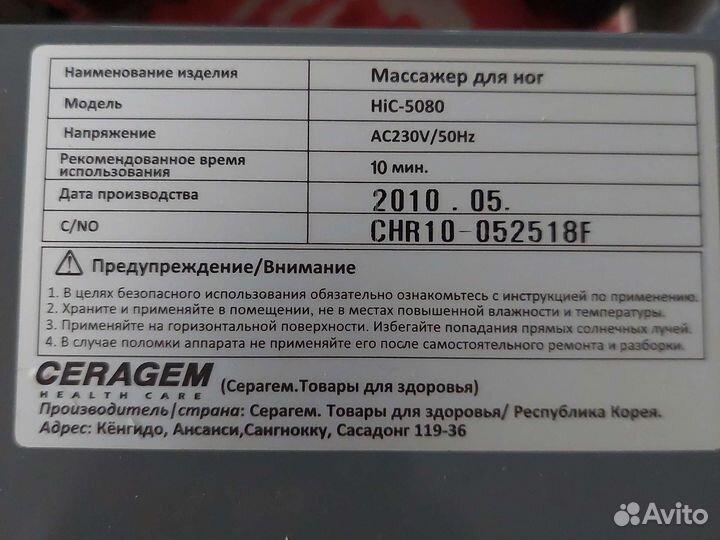 Наименование изделия Массажер для ног
Модель HiC-5080
Напряжение AC230V/50Hz
Рекомендованное время
использования 10 мин.
Дата производства 2010.05.
C/NO CHR10-052518F
Предупреждение/Внимание
1. В целях безопасного использования обязательно ознакомьтесь с инструкцией по применению.
2. Храните и применяйте в помещении, не в местах повышенной влажности и температуры.
3. Применяйте на горизонтальной поверхности. Избегайте попадания прямых солнечных лучей.
4. В случае поломки аппарата не применяйте его после самостоятельного ремонта и разборки.
CERAGEM (Серагем.Товары для здоровья)
HEALTH CARE
Производитель/страна: Серагем. Товары для здоровья/ Республика Корея.
Адрес: Кёнгидо, Ансанси,Сангнокку, Сасадонг 119-36
Avito